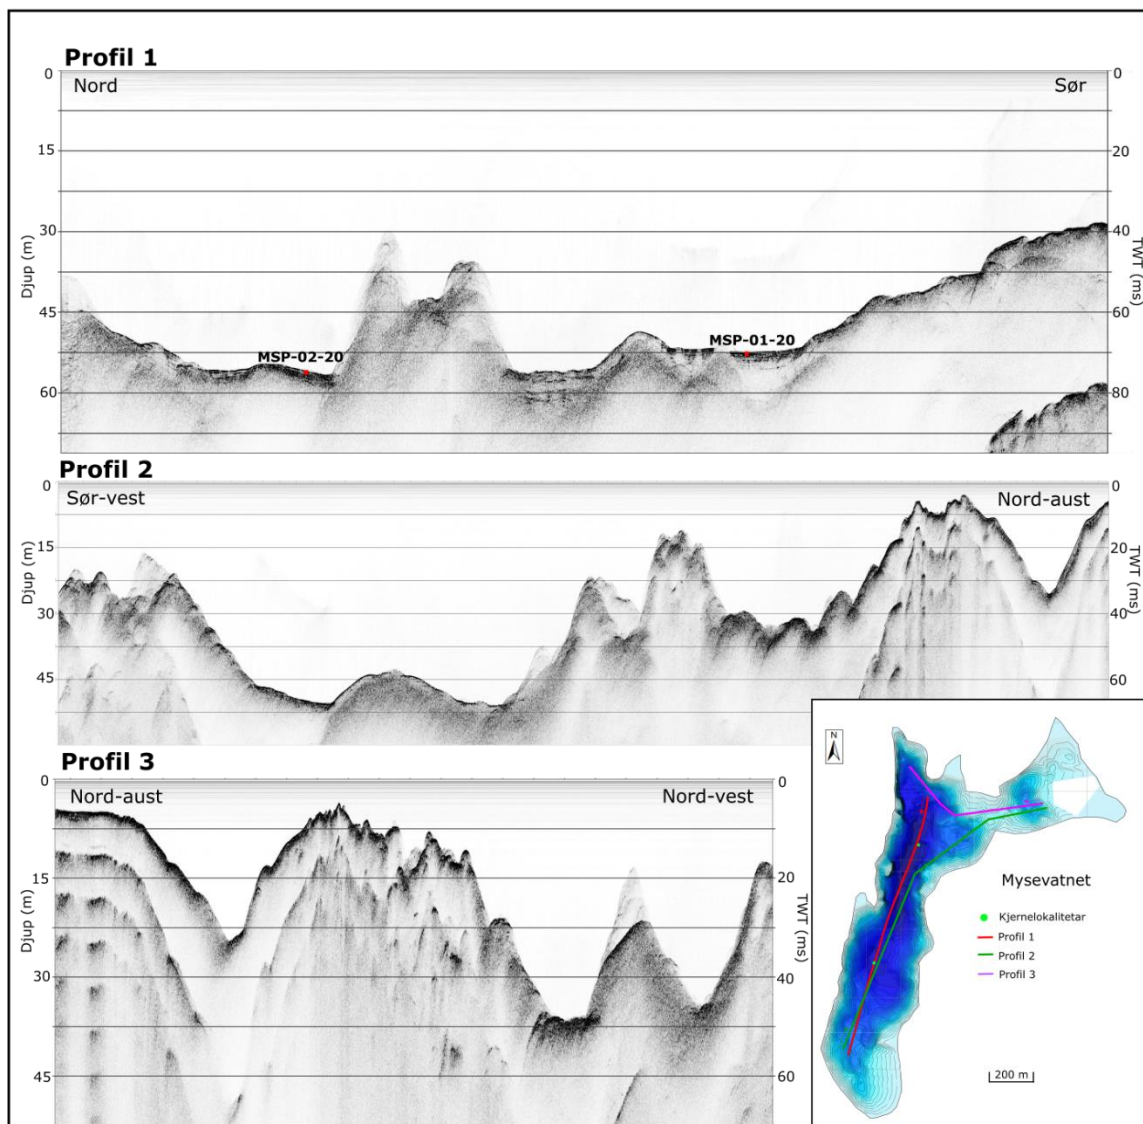 Profil 1
Nord
Sør
0
15
30
45
60
Djup (m)
0
20
40
60
80
TWT (ms)
MSP-02-20
MSP-01-20
Profil 2
Sør-vest
Nord-aust
0
15
30
45
Djup (m)
0
20
40
60
TWT (ms)
Profil 3
Nord-aust
Nord-vest
0
15
30
45
Djup (m)
0
20
40
60
TWT (ms)
N
Mysevatnet
Kjernelokalitetar
Profil 1
Profil 2
Profil 3
200 m